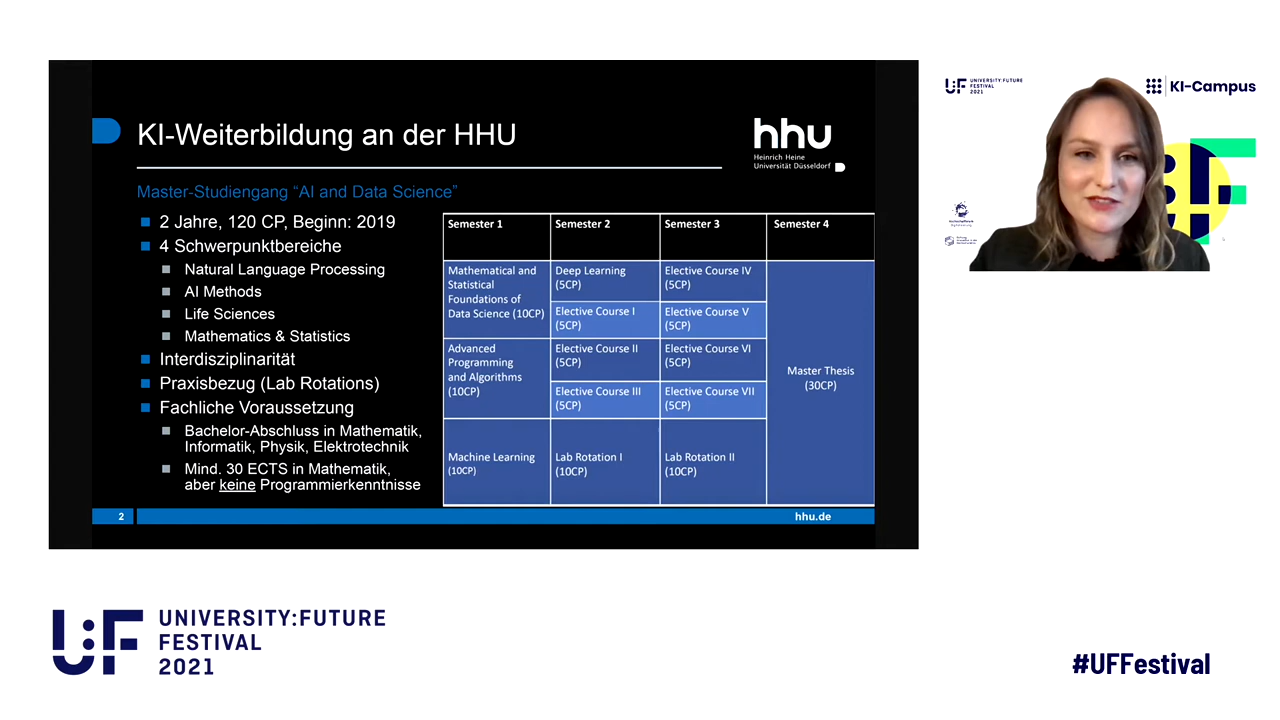 KI-Weiterbildung an der HHU
hhu
Heinrich Heine
Universität Düsseldorf
Master-Studiengang “AI and Data Science”
2 Jahre, 120 CP, Beginn: 2019
4 Schwerpunktbereiche
Natural Language Processing
AI Methods
Life Sciences
Mathematics & Statistics
Interdisziplinarität
Praxisbezug (Lab Rotations)
Fachliche Voraussetzung
Bachelor-Abschluss in Mathematik,
Informatik, Physik, Elektrotechnik
Mind. 30 ECTS in Mathematik,
aber keine Programmierkenntnisse
Semester 1
Semester 2
Semester 3
Semester 4
Mathematical and
Statistical
Foundations of
Data Science (10CP)
Deep Learning
(5CP)
Elective Course IV
(5CP)
Elective Course I
(5CP)
Elective Course V
(5CP)
Advanced
Programming
and Algorithms
(10CP)
Elective Course II
(5CP)
Elective Course VI
(5CP)
Elective Course III
(5CP)
Elective Course VII
(5CP)
Master Thesis
(30CP)
Machine Learning
(10CP)
Lab Rotation I
(10CP)
Lab Rotation II
(10CP)
2
hhu.de
U:F
UNIVERSITY:FUTURE
FESTIVAL
2021
KI-Campus
U:F
UNIVERSITY:FUTURE
FESTIVAL
2021
#UFFestival